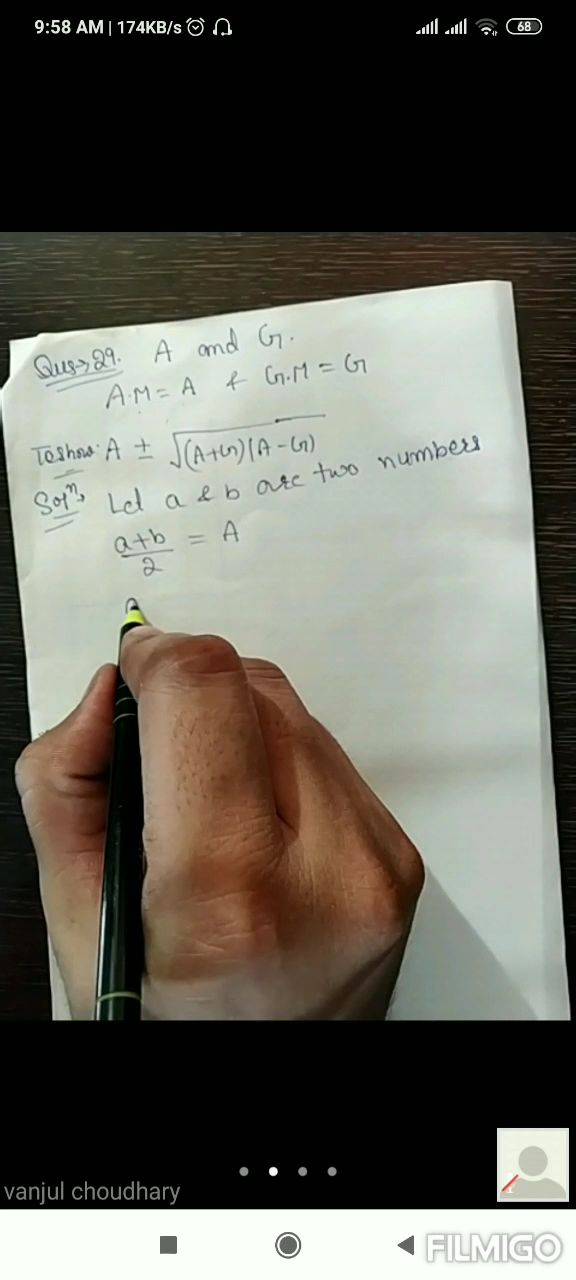 9:58 AM | 174KB/s
68
Ques→29. A and G.
A.M = A & G.M = G
To show: A ± √(A+G)(A-G)
Solⁿ, Let a & b are two numbers
a+b/2 = A
vanjul choudhary
FILMIGO